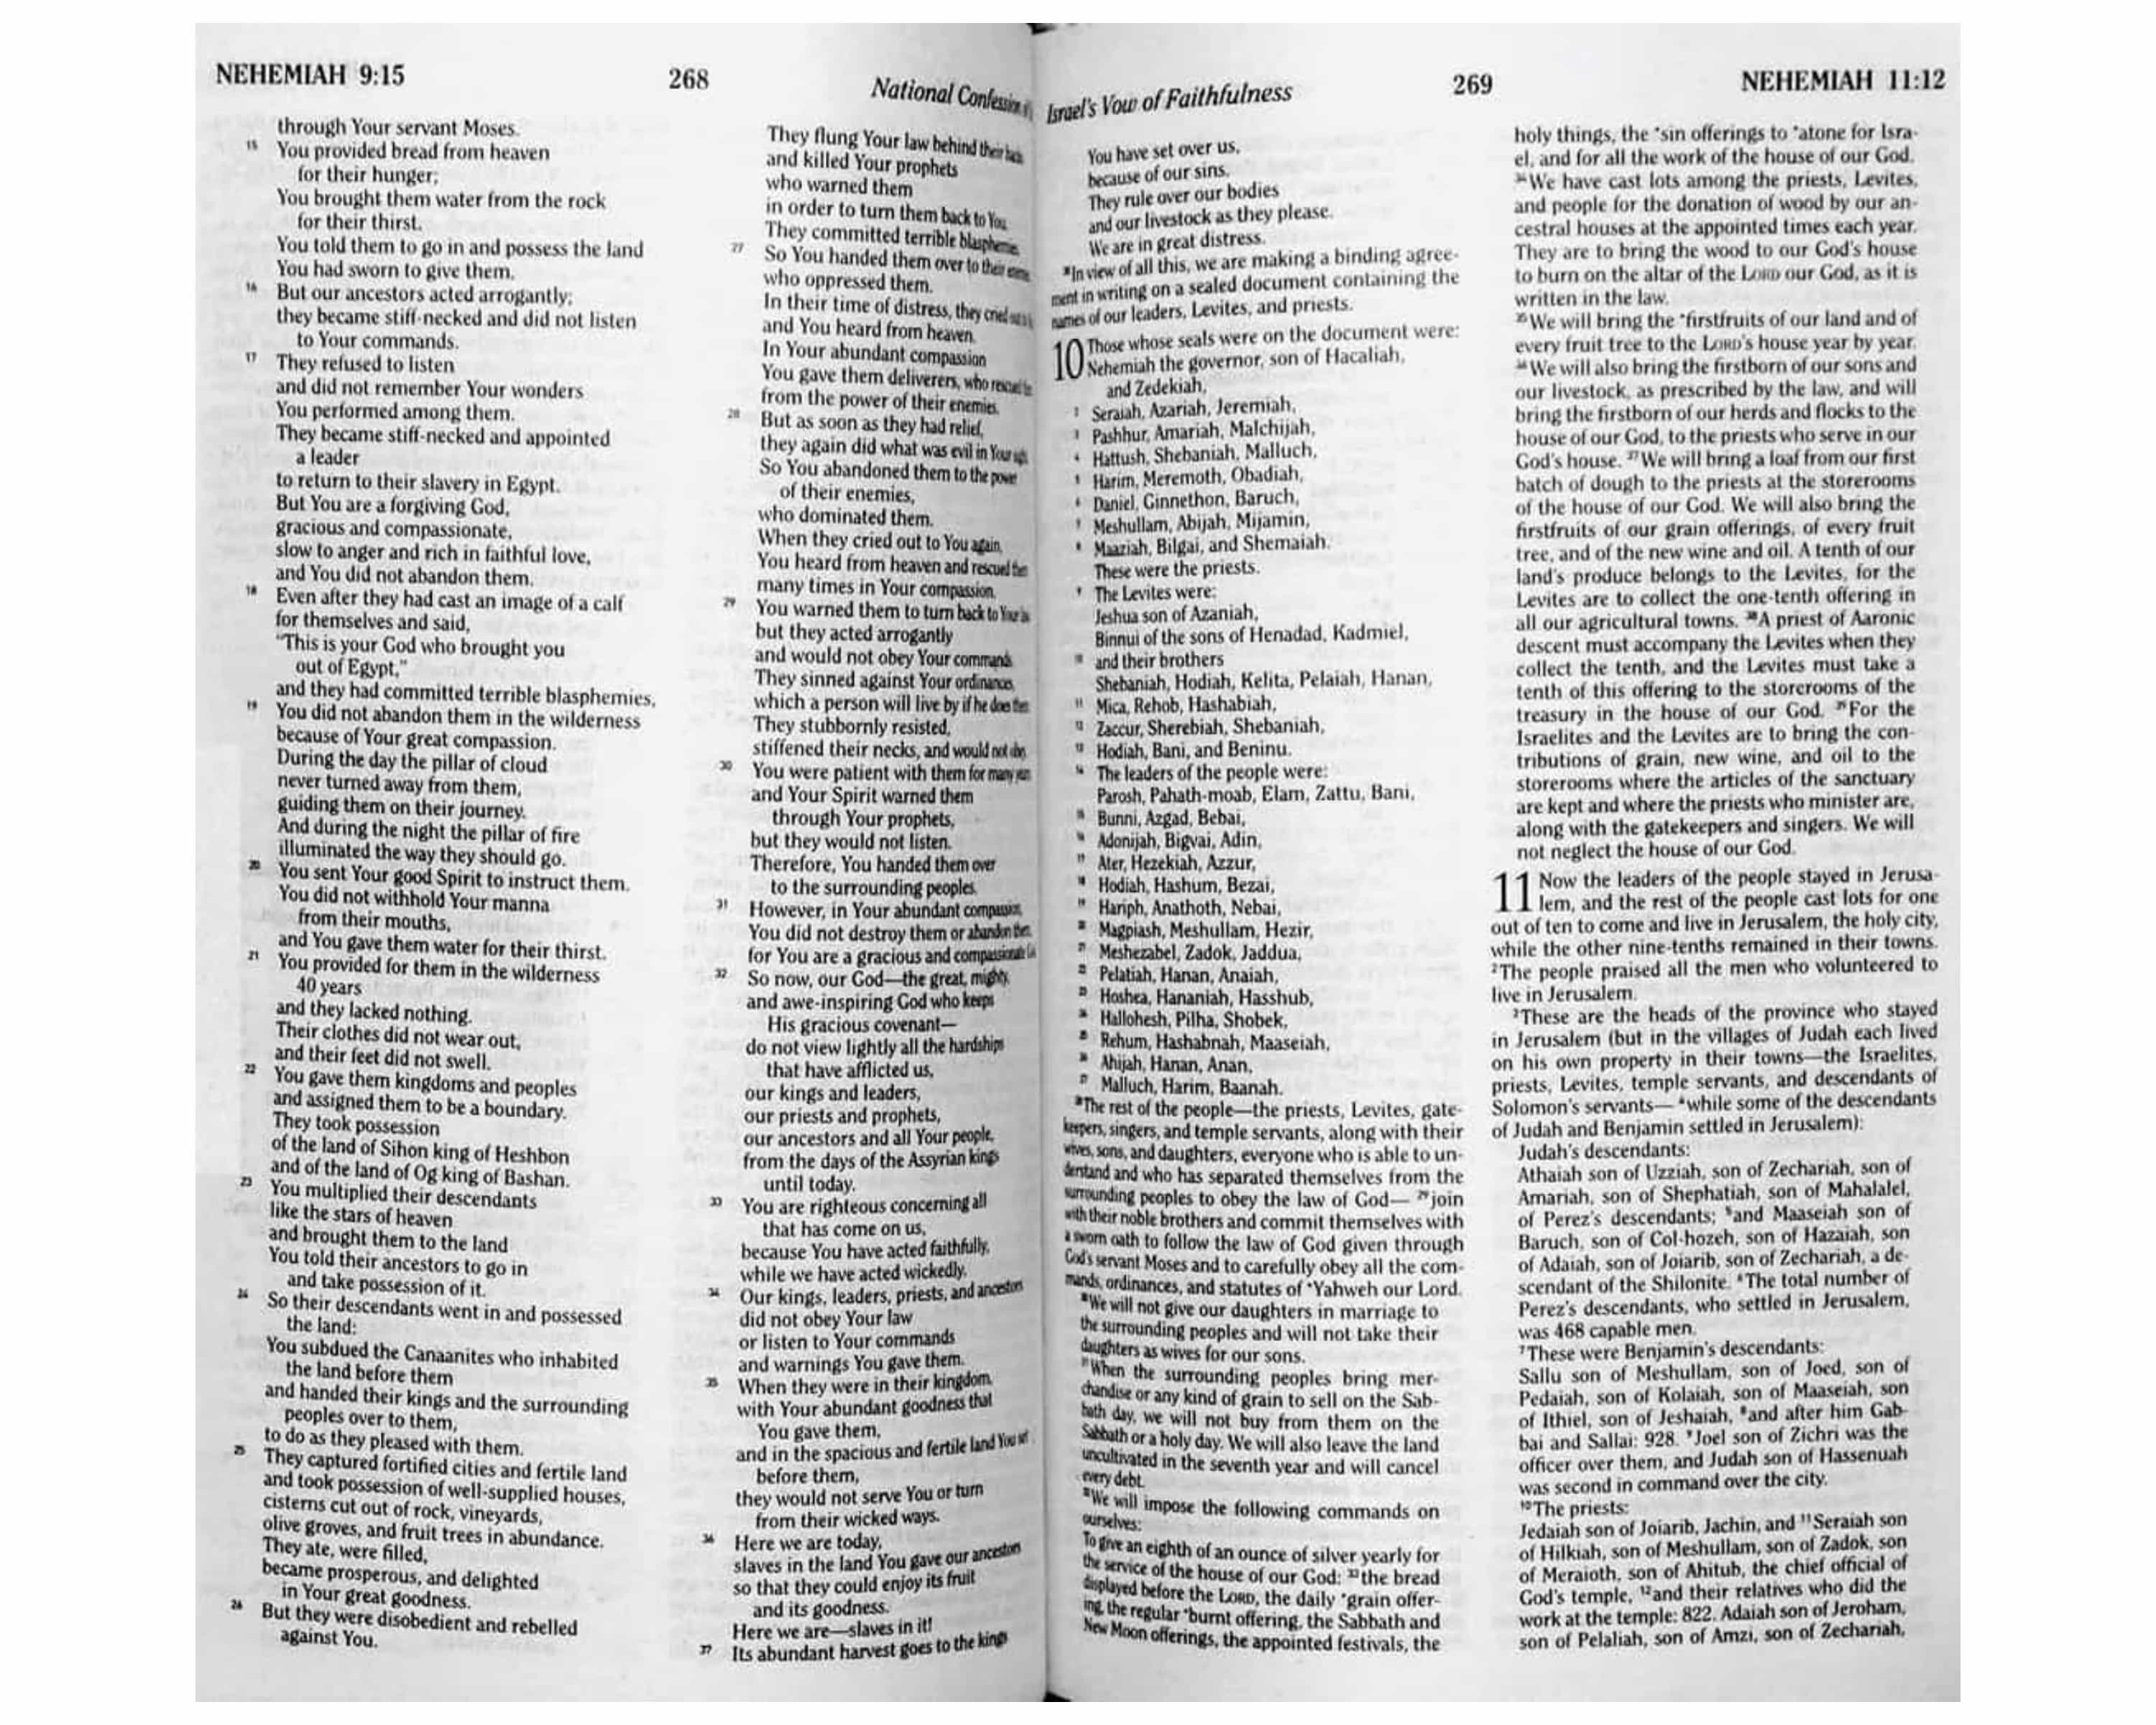 NEHEMIAH 9:15
268
National Confession
through Your servant Moses.
15 You provided bread from heaven
for their hunger;
You brought them water from the rock
for their thirst.
You told them to go in and possess the land
You had sworn to give them.
16 But our ancestors acted arrogantly;
they became stiff-necked and did not listen
to Your commands.
17 They refused to listen
and did not remember Your wonders
You performed among them.
They became stiff-necked and appointed
a leader
to return to their slavery in Egypt.
But You are a forgiving God,
gracious and compassionate,
slow to anger and rich in faithful love,
and You did not abandon them.
18 Even after they had cast an image of a calf
for themselves and said,
"This is your God who brought you
out of Egypt,"
and they had committed terrible blasphemies,
19 You did not abandon them in the wilderness
because of Your great compassion.
During the day the pillar of cloud
never turned away from them,
guiding them on their journey.
And during the night the pillar of fire
illuminated the way they should go.
20 You sent Your good Spirit to instruct them.
You did not withhold Your manna
from their mouths,
and You gave them water for their thirst.
21 You provided for them in the wilderness
40 years
and they lacked nothing.
Their clothes did not wear out,
and their feet did not swell.
22 You gave them kingdoms and peoples
and assigned them to be a boundary.
They took possession
of the land of Sihon king of Heshbon
and of the land of Og king of Bashan.
23 You multiplied their descendants
like the stars of heaven
and brought them to the land
You told their ancestors to go in
and take possession of it.
24 So their descendants went in and possessed
the land:
You subdued the Canaanites who inhabited
the land before them
and handed their kings and the surrounding
peoples over to them,
to do as they pleased with them.
25 They captured fortified cities and fertile land
and took possession of well-supplied houses,
cisterns cut out of rock, vineyards,
olive groves, and fruit trees in abundance.
They ate, were filled,
became prosperous, and delighted
in Your great goodness.
26 But they were disobedient and rebelled
against You.
They flung Your law behind their backs
and killed Your prophets
who warned them
in order to turn them back to You.
They committed terrible blasphemies.
27 So You handed them over to their enemies,
who oppressed them.
In their time of distress, they cried out to
and You heard from heaven.
In Your abundant compassion
You gave them deliverers, who rescued
from the power of their enemies.
28 But as soon as they had relief,
they again did what was evil in Your sight.
So You abandoned them to the power
of their enemies,
who dominated them.
When they cried out to You again,
You heard from heaven and rescued them
many times in Your compassion.
29 You warned them to turn back to Your law,
but they acted arrogantly
and would not obey Your commands.
They sinned against Your ordinances,
which a person will live by if he does them.
They stubbornly resisted,
stiffened their necks, and would not obey.
30 You were patient with them for many years,
and Your Spirit warned them
through Your prophets,
but they would not listen.
Therefore, You handed them over
to the surrounding peoples.
31 However, in Your abundant compassion,
You did not destroy them or abandon them,
for You are a gracious and compassionate God.
32 So now, our God—the great, mighty,
and awe-inspiring God who keeps
His gracious covenant—
do not view lightly all the hardships
that have afflicted us,
our kings and leaders,
our priests and prophets,
our ancestors and all Your people,
from the days of the Assyrian kings
until today.
33 You are righteous concerning all
that has come on us,
because You have acted faithfully,
while we have acted wickedly.
34 Our kings, leaders, priests, and ancestors
did not obey Your law
or listen to Your commands
and warnings You gave them.
35 When they were in their kingdom,
with Your abundant goodness that
You gave them,
and in the spacious and fertile land You set
before them,
they would not serve You or turn
from their wicked ways.
36 Here we are today,
slaves in the land You gave our ancestors
so that they could enjoy its fruit
and its goodness.
Here we are—slaves in it!
37 Its abundant harvest goes to the kings
Israel's Vow of Faithfulness
269
NEHEMIAH 11:12
You have set over us,
because of our sins.
They rule over our bodies
and our livestock as they please.
We are in great distress.
38 In view of all this, we are making a binding agree-
ment in writing on a sealed document containing the
names of our leaders, Levites, and priests.
10 Those whose seals were on the document were:
Nehemiah the governor, son of Hacaliah,
and Zedekiah,
2 Seraiah, Azariah, Jeremiah,
3 Pashhur, Amariah, Malchijah,
4 Hattush, Shebaniah, Malluch,
5 Harim, Meremoth, Obadiah,
6 Daniel, Ginnethon, Baruch,
7 Meshullam, Abijah, Mijamin,
8 Maaziah, Bilgai, and Shemaiah.
These were the priests.
9 The Levites were:
Jeshua son of Azaniah,
Binnui of the sons of Henadad, Kadmiel,
10 and their brothers
Shebaniah, Hodiah, Kelita, Pelaiah, Hanan,
11 Mica, Rehob, Hashabiah,
12 Zaccur, Sherebiah, Shebaniah,
13 Hodiah, Bani, and Beninu.
14 The leaders of the people were:
Parosh, Pahath-moab, Elam, Zattu, Bani,
15 Bunni, Azgad, Bebai,
16 Adonijah, Bigvai, Adin,
17 Ater, Hezekiah, Azzur,
18 Hodiah, Hashum, Bezai,
19 Hariph, Anathoth, Nebai,
20 Magpiash, Meshullam, Hezir,
21 Meshezabel, Zadok, Jaddua,
22 Pelatiah, Hanan, Anaiah,
23 Hoshea, Hananiah, Hasshub,
24 Hallohesh, Pilha, Shobek,
25 Rehum, Hashabnah, Maaseiah,
26 Ahijah, Hanan, Anan,
27 Malluch, Harim, Baanah.
28 The rest of the people—the priests, Levites, gate-
keepers, singers, and temple servants, along with their
wives, sons, and daughters, everyone who is able to un-
derstand and who has separated themselves from the
surrounding peoples to obey the law of God— 29 join
with their noble brothers and commit themselves with
a sworn oath to follow the law of God given through
God's servant Moses and to carefully obey all the com-
mands, ordinances, and statutes of *Yahweh our Lord.
30 We will not give our daughters in marriage to
the surrounding peoples and will not take their
daughters as wives for our sons.
31 When the surrounding peoples bring mer-
chandise or any kind of grain to sell on the Sab-
bath day, we will not buy from them on the
Sabbath or a holy day. We will also leave the land
uncultivated in the seventh year and will cancel
every debt.
32 We will impose the following commands on
ourselves:
To give an eighth of an ounce of silver yearly for
the service of the house of our God: 33 the bread
displayed before the LORD, the daily *grain offer-
ing, the regular *burnt offering, the Sabbath and
New Moon offerings, the appointed festivals, the
holy things, the *sin offerings to *atone for Isra-
el, and for all the work of the house of our God.
34 We have cast lots among the priests, Levites,
and people for the donation of wood by our an-
cestral houses at the appointed times each year.
They are to bring the wood to our God's house
to burn on the altar of the LORD our God, as it is
written in the law.
35 We will bring the *firstfruits of our land and of
every fruit tree to the LORD's house year by year.
36 We will also bring the firstborn of our sons and
our livestock, as prescribed by the law, and will
bring the firstborn of our herds and flocks to the
house of our God, to the priests who serve in our
God's house. 37 We will bring a loaf from our first
batch of dough to the priests at the storerooms
of the house of our God. We will also bring the
firstfruits of our grain offerings, of every fruit
tree, and of the new wine and oil. A tenth of our
land's produce belongs to the Levites, for the
Levites are to collect the one-tenth offering in
all our agricultural towns. 38 A priest of Aaronic
descent must accompany the Levites when they
collect the tenth, and the Levites must take a
tenth of this offering to the storerooms of the
treasury in the house of our God. 39 For the
Israelites and the Levites are to bring the con-
tributions of grain, new wine, and oil to the
storerooms where the articles of the sanctuary
are kept and where the priests who minister are,
along with the gatekeepers and singers. We will
not neglect the house of our God.
11 Now the leaders of the people stayed in Jerusa-
lem, and the rest of the people cast lots for one
out of ten to come and live in Jerusalem, the holy city,
while the other nine-tenths remained in their towns.
2 The people praised all the men who volunteered to
live in Jerusalem.
3 These are the heads of the province who stayed
in Jerusalem (but in the villages of Judah each lived
on his own property in their towns—the Israelites,
priests, Levites, temple servants, and descendants of
Solomon's servants— 4 while some of the descendants
of Judah and Benjamin settled in Jerusalem):
Judah's descendants:
Athaiah son of Uzziah, son of Zechariah, son of
Amariah, son of Shephatiah, son of Mahalalel,
of Perez's descendants; 5 and Maaseiah son of
Baruch, son of Col-hozeh, son of Hazaiah, son
of Adaiah, son of Joiarib, son of Zechariah, a de-
scendant of the Shilonite. 6 The total number of
Perez's descendants, who settled in Jerusalem,
was 468 capable men.
7 These were Benjamin's descendants:
Sallu son of Meshullam, son of Joed, son of
Pedaiah, son of Kolaiah, son of Maaseiah, son
of Ithiel, son of Jeshaiah, 8 and after him Gab-
bai and Sallai: 928. 9 Joel son of Zichri was the
officer over them, and Judah son of Hassenuah
was second in command over the city.
10 The priests:
Jedaiah son of Joiarib, Jachin, and 11 Seraiah son
of Hilkiah, son of Meshullam, son of Zadok, son
of Meraioth, son of Ahitub, the chief official of
God's temple, 12 and their relatives who did the
work at the temple: 822. Adaiah son of Jeroham,
son of Pelaliah, son of Amzi, son of Zechariah,